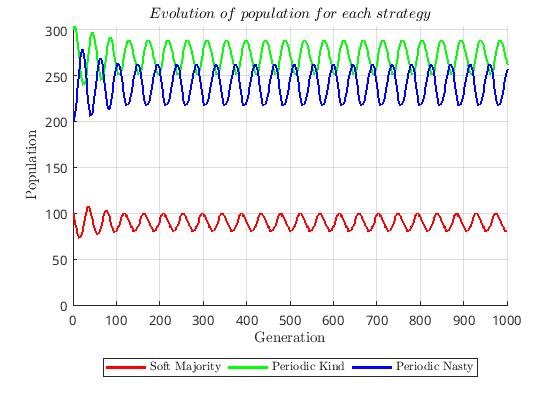 Evolution of population for each strategy
300
250
200
150
100
50
0
Population
0 100 200 300 400 500 600 700 800 900 1000
Generation
Soft Majority Periodic Kind Periodic Nasty